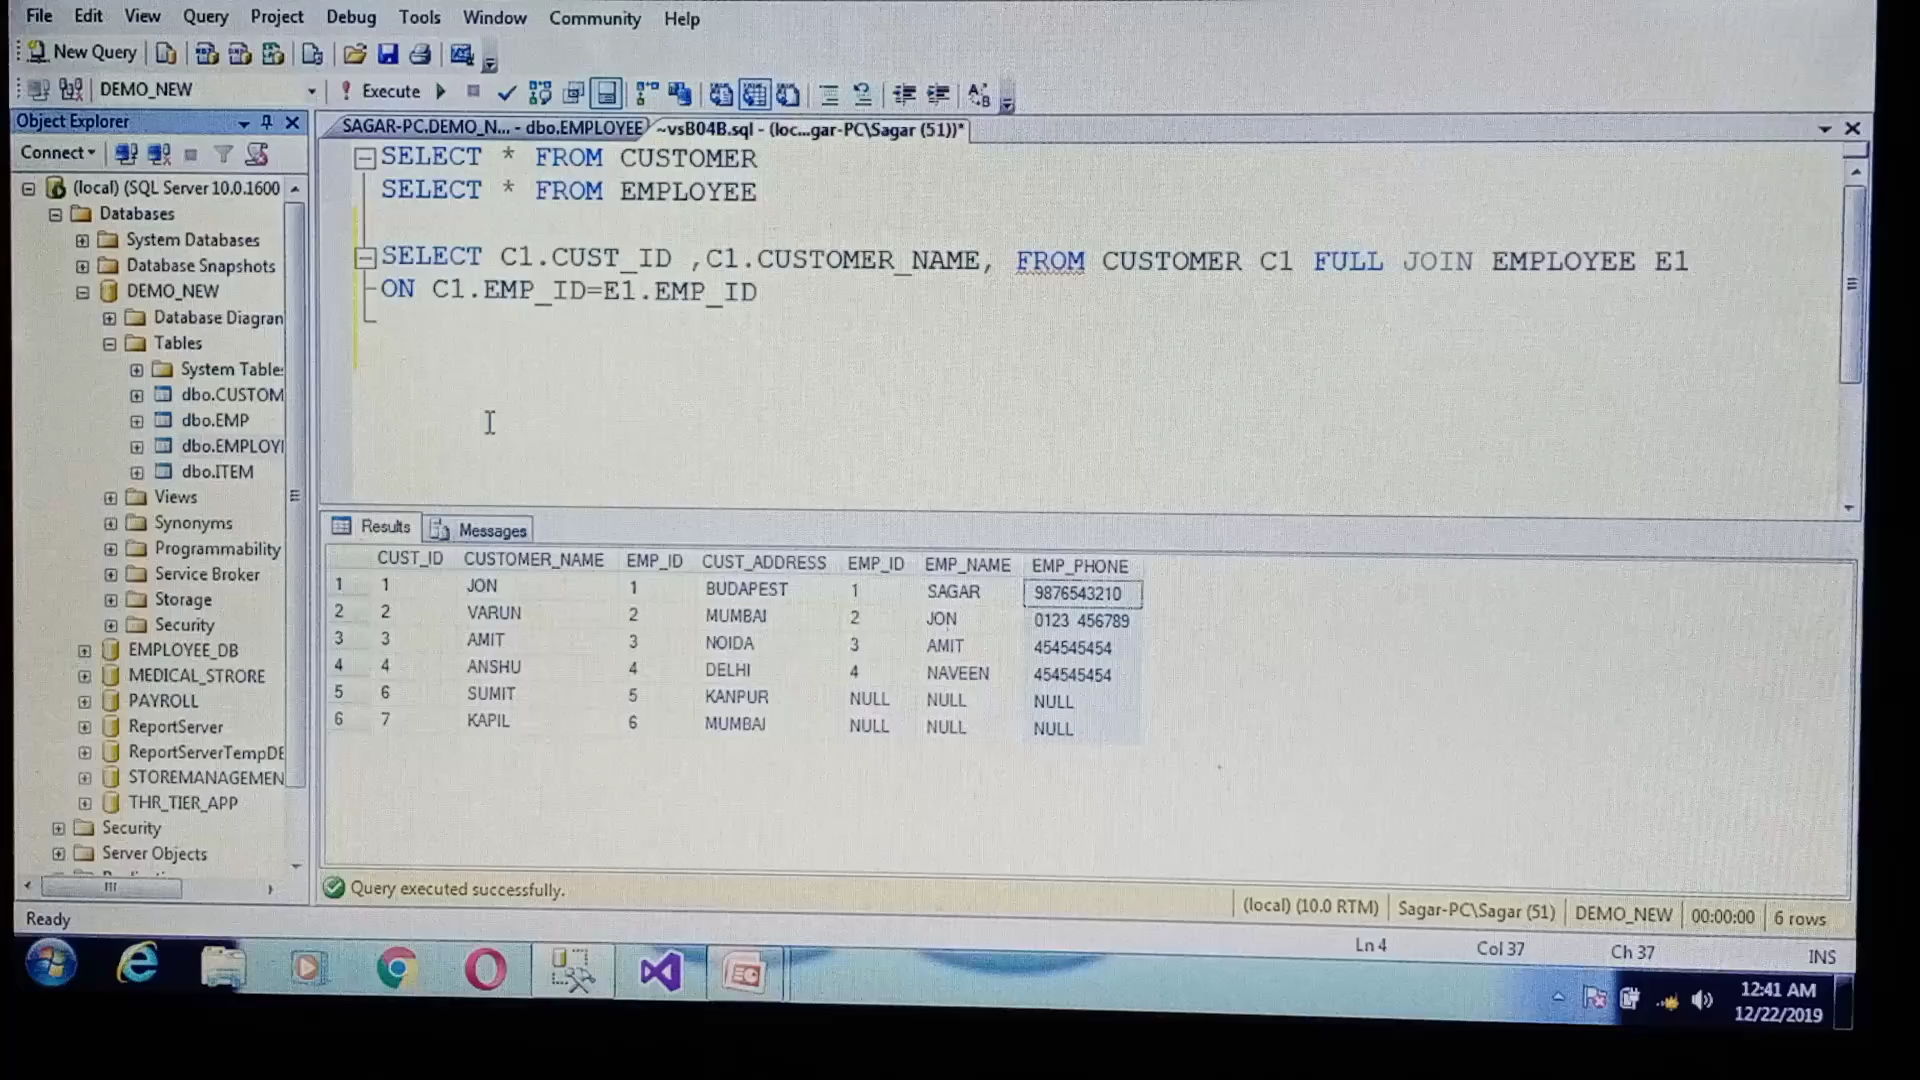 File Edit View Query Project Debug Tools Window Community Help
New Query
DEMO_NEW Execute
Object Explorer
SAGAR-PC.DEMO_N... - dbo.EMPLOYEE ~vsB04B.sql - (loc...gar-PC\Sagar (51))*
Connect
(local) (SQL Server 10.0.1600
Databases
System Databases
Database Snapshots
DEMO_NEW
Database Diagran
Tables
System Table
dbo.CUSTOM
dbo.EMP
dbo.EMPLOYI
dbo.ITEM
Views
Synonyms
Programmability
Service Broker
Storage
Security
EMPLOYEE_DB
MEDICAL_STRORE
PAYROLL
ReportServer
ReportServerTempDE
STOREMANAGEMEN
THR_TIER_APP
Security
Server Objects
SELECT * FROM CUSTOMER
SELECT * FROM EMPLOYEE
SELECT C1.CUST_ID ,C1.CUSTOMER_NAME, FROM CUSTOMER C1 FULL JOIN EMPLOYEE E1
ON C1.EMP_ID=E1.EMP_ID
Results Messages
CUST_ID CUSTOMER_NAME EMP_ID CUST_ADDRESS EMP_ID EMP_NAME EMP_PHONE
1 1 JON 1 BUDAPEST 1 SAGAR 9876543210
2 2 VARUN 2 MUMBAI 2 JON 0123 456789
3 3 AMIT 3 NOIDA 3 AMIT 454545454
4 4 ANSHU 4 DELHI 4 NAVEEN 454545454
5 6 SUMIT 5 KANPUR NULL NULL NULL
6 7 KAPIL 6 MUMBAI NULL NULL NULL
Query executed successfully.
(local) (10.0 RTM) Sagar-PC\Sagar (51) DEMO_NEW 00:00:00 6 rows
Ready Ln 4 Col 37 Ch 37 INS
12:41 AM
12/22/2019